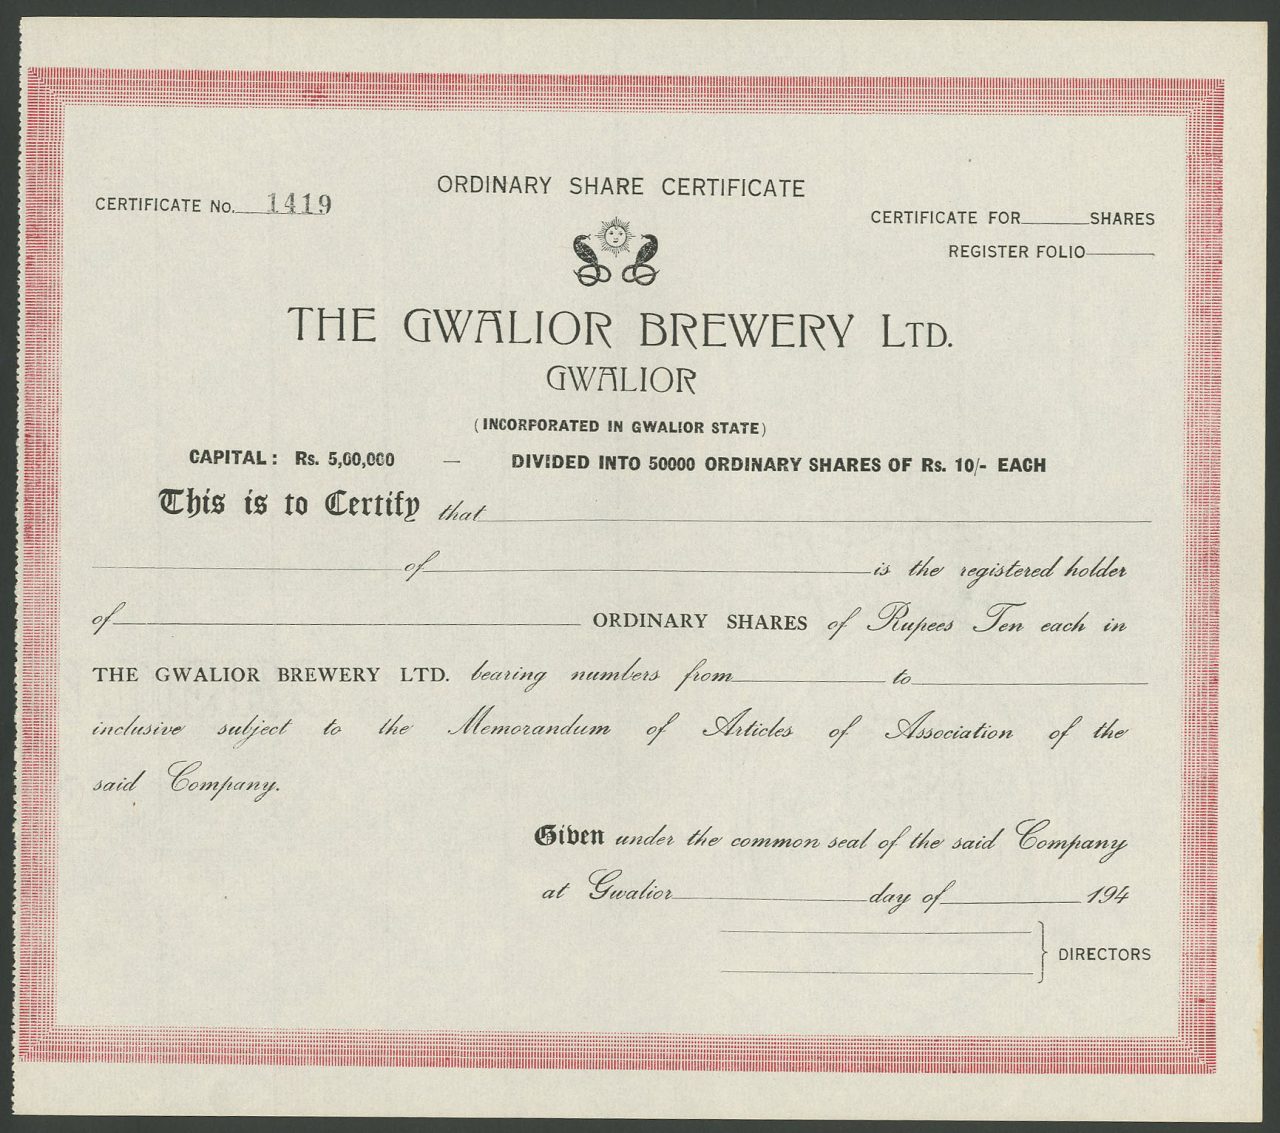 ORDINARY SHARE CERTIFICATE
CERTIFICATE No. 1419
CERTIFICATE FOR SHARES
REGISTER FOLIO
THE GWALIOR BREWERY LTD.
GWALIOR
(INCORPORATED IN GWALIOR STATE)
CAPITAL: Rs. 5,00,000 — DIVIDED INTO 50000 ORDINARY SHARES OF Rs. 10/- EACH
This is to Certify that
of is the registered holder
of ORDINARY SHARES of Rupees Ten each in
THE GWALIOR BREWERY LTD. bearing numbers from to
inclusive subject to the Memorandum of Articles of Association of the
said Company.
Given under the common seal of the said Company
at Gwalior day of 194
DIRECTORS